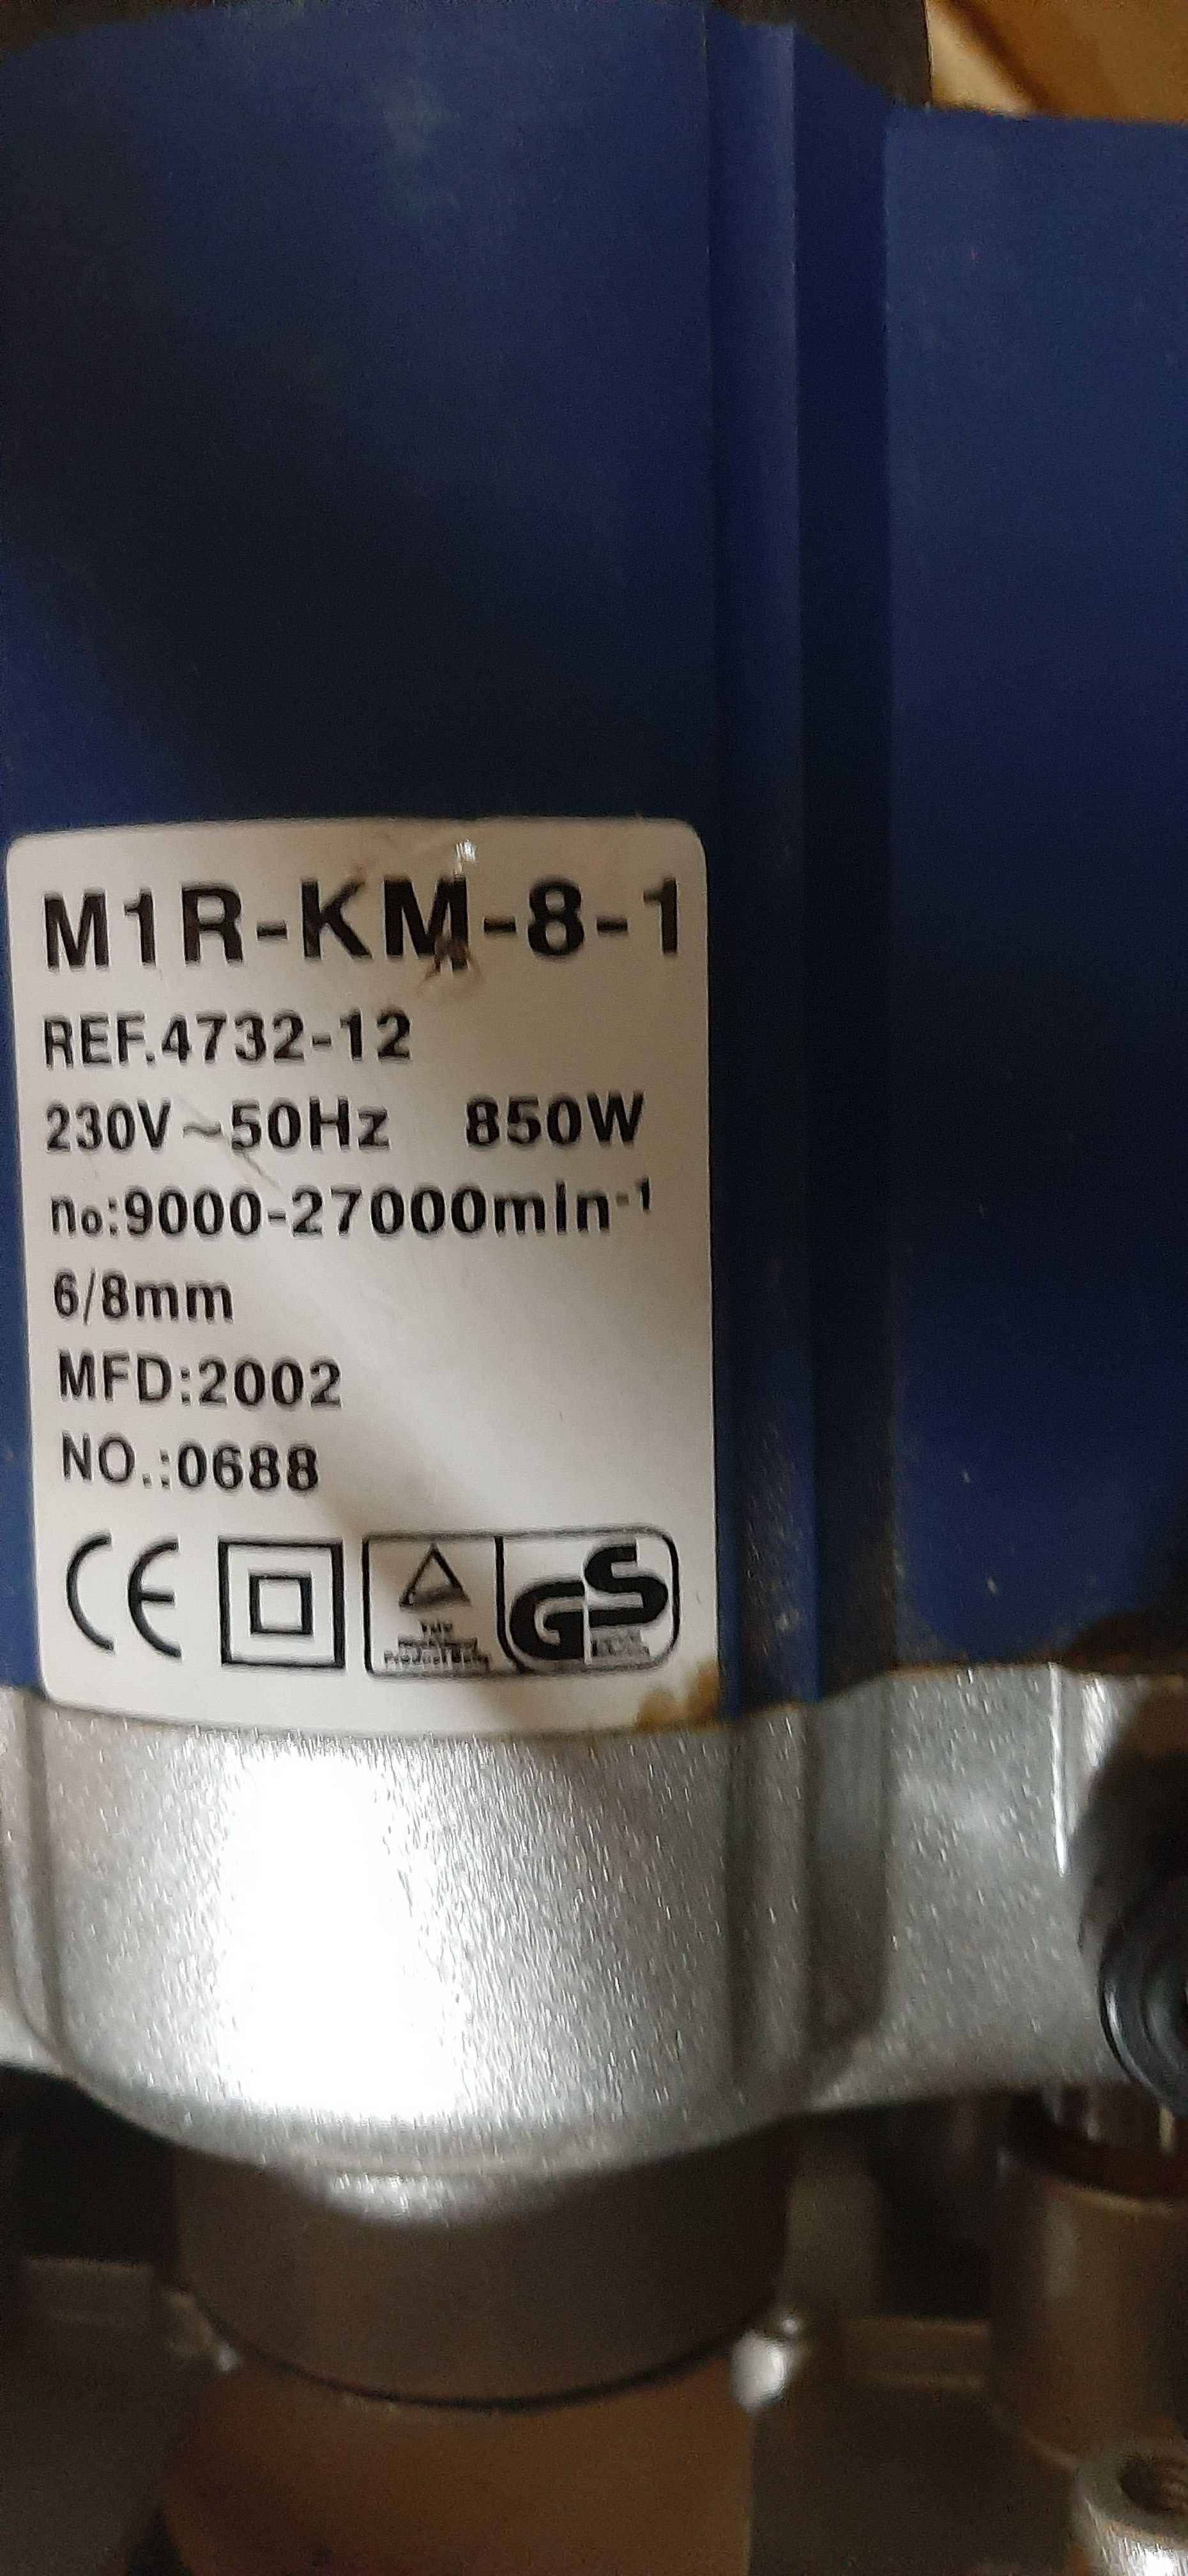 M1R-KM-8-1
REF.4732-12
230V~50Hz 850W
no:9000-27000min-1
6/8mm
MFD:2002
NO.:0688
CE
GS